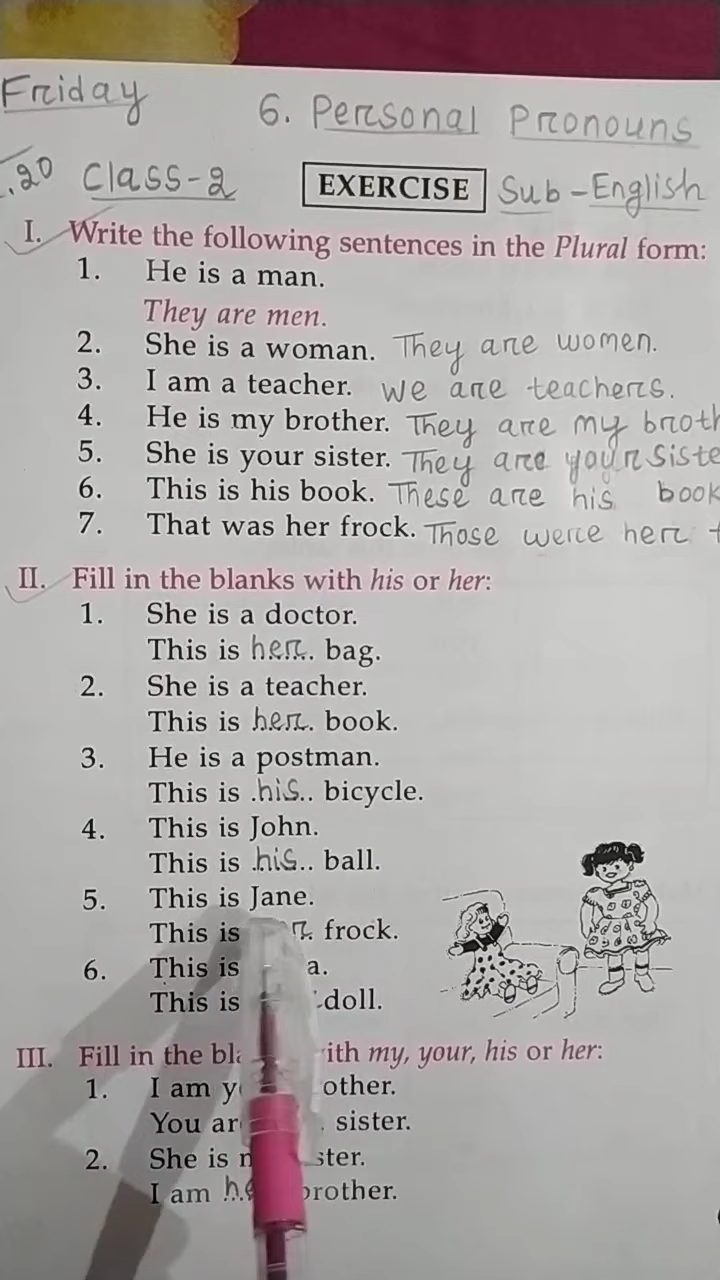 Friday
6. Personal Pronouns
.20 Class-2 EXERCISE Sub-English
I. Write the following sentences in the Plural form:
1. He is a man.
They are men.
2. She is a woman. They are women.
3. I am a teacher. We are teachers.
4. He is my brother. They are my broth
5. She is your sister. They are your siste
6. This is his book. These are his book
7. That was her frock. Those were her f
II. Fill in the blanks with his or her:
1. She is a doctor.
This is her.. bag.
2. She is a teacher.
This is her.. book.
3. He is a postman.
This is .his.. bicycle.
4. This is John.
This is .his.. ball.
5. This is Jane.
This is frock.
6. This is a.
This is doll.
III. Fill in the ith my, your, his or her:
1. I am other.
You sister.
2. She is ster.
I am brother.